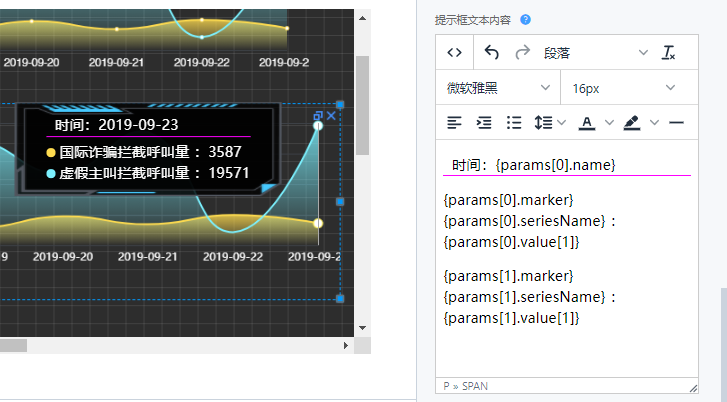 2019-09-20 2019-09-21 2019-09-22 2019-09-2
时间：2019-09-23
国际诈骗拦截呼叫量：3587
虚假主叫拦截呼叫量：19571
9 2019-09-20 2019-09-21 2019-09-22 2019-09-2
提示框文本内容 ?
段落
微软雅黑 16px
A
时间：{params[0].name}
{params[0].marker}
{params[0].seriesName}：
{params[0].value[1]}
{params[1].marker}
{params[1].seriesName}：
{params[1].value[1]}
P » SPAN